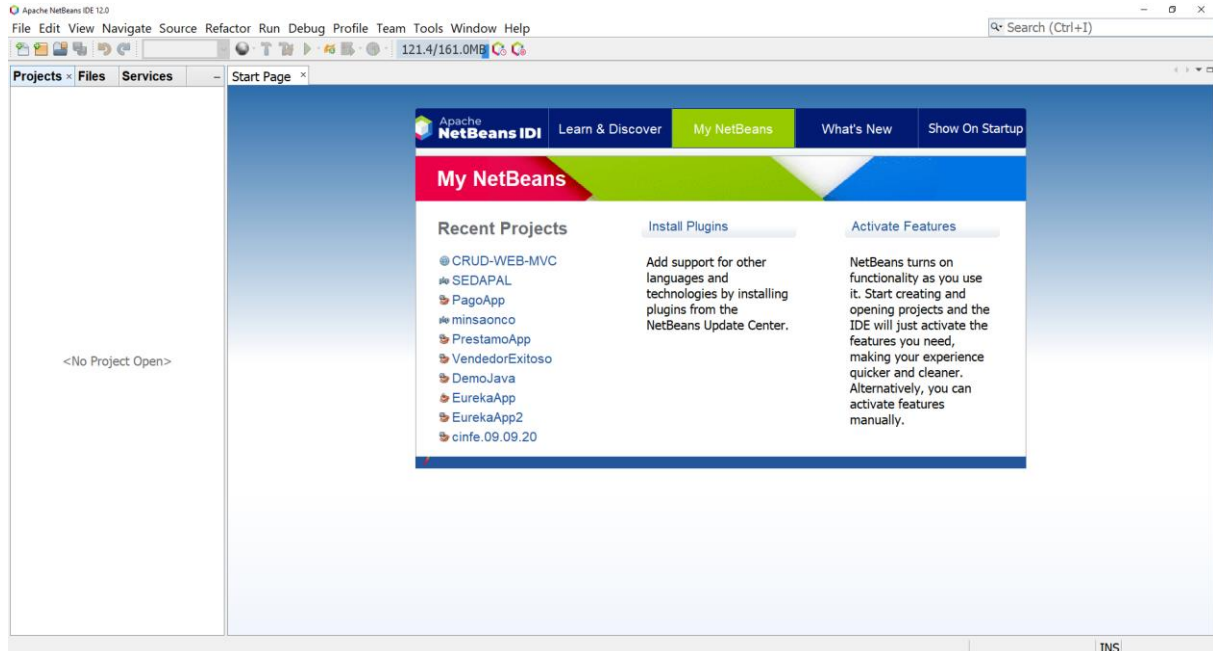 Apache NetBeans IDE 12.0
File Edit View Navigate Source Refactor Run Debug Profile Team Tools Window Help
Search (Ctrl+I)
121.4/161.0MB
Projects Files Services
Start Page
Apache
NetBeans IDI
Learn & Discover
My NetBeans
What's New
Show On Startup
My NetBeans
Recent Projects
CRUD-WEB-MVC
SEDAPAL
PagoApp
minsaonco
PrestamoApp
VendedorExitoso
DemoJava
EurekaApp
EurekaApp2
cinfe.09.09.20
Install Plugins
Add support for other
languages and
technologies by installing
plugins from the
NetBeans Update Center.
Activate Features
NetBeans turns on
functionality as you use
it. Start creating and
opening projects and the
IDE will just activate the
features you need,
making your experience
quicker and cleaner.
Alternatively, you can
activate features
manually.
<No Project Open>
INS